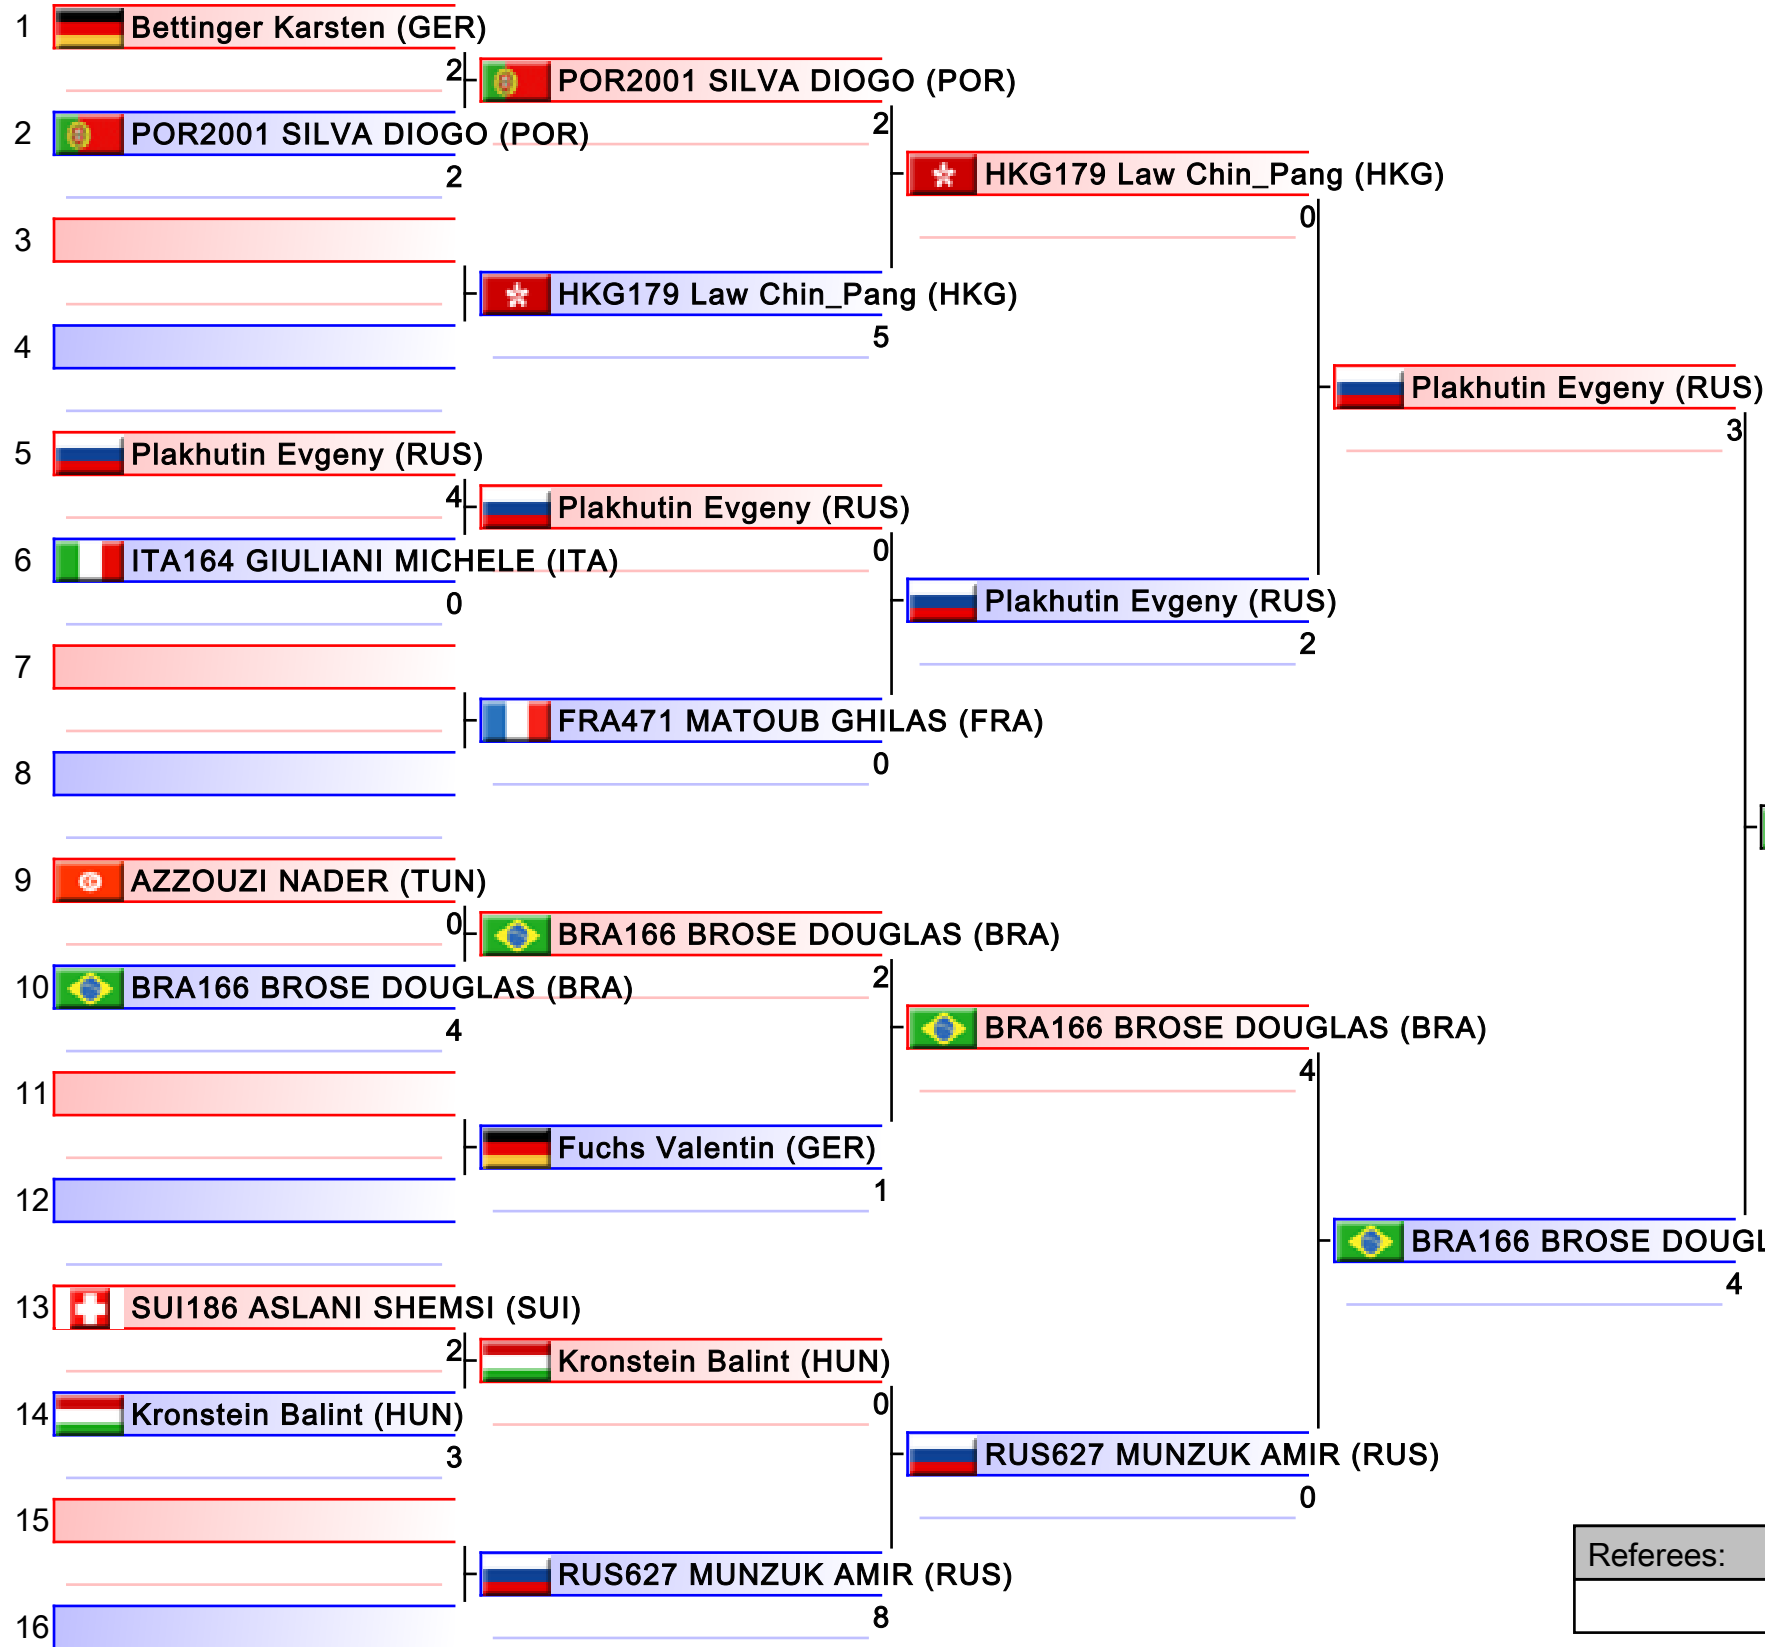 1 Bettinger Karsten (GER)
2 POR2001 SILVA DIOGO (POR)
2 POR2001 SILVA DIOGO (POR)
2
2 HKG179 Law Chin_Pang (HKG)
0
3
HKG179 Law Chin_Pang (HKG)
5
4
Plakhutin Evgeny (RUS)
3
5 Plakhutin Evgeny (RUS)
4 Plakhutin Evgeny (RUS)
0
6 ITA164 GIULIANI MICHELE (ITA)
0
Plakhutin Evgeny (RUS)
2
7
FRA471 MATOUB GHILAS (FRA)
0
8
9 AZZOUZI NADER (TUN)
0 BRA166 BROSE DOUGLAS (BRA)
2
10 BRA166 BROSE DOUGLAS (BRA)
4
BRA166 BROSE DOUGLAS (BRA)
4
11
Fuchs Valentin (GER)
1
12
BRA166 BROSE DOUGL
4
13 SUI186 ASLANI SHEMSI (SUI)
2 Kronstein Balint (HUN)
0
14 Kronstein Balint (HUN)
3
RUS627 MUNZUK AMIR (RUS)
0
15
RUS627 MUNZUK AMIR (RUS)
8
16
Referees: